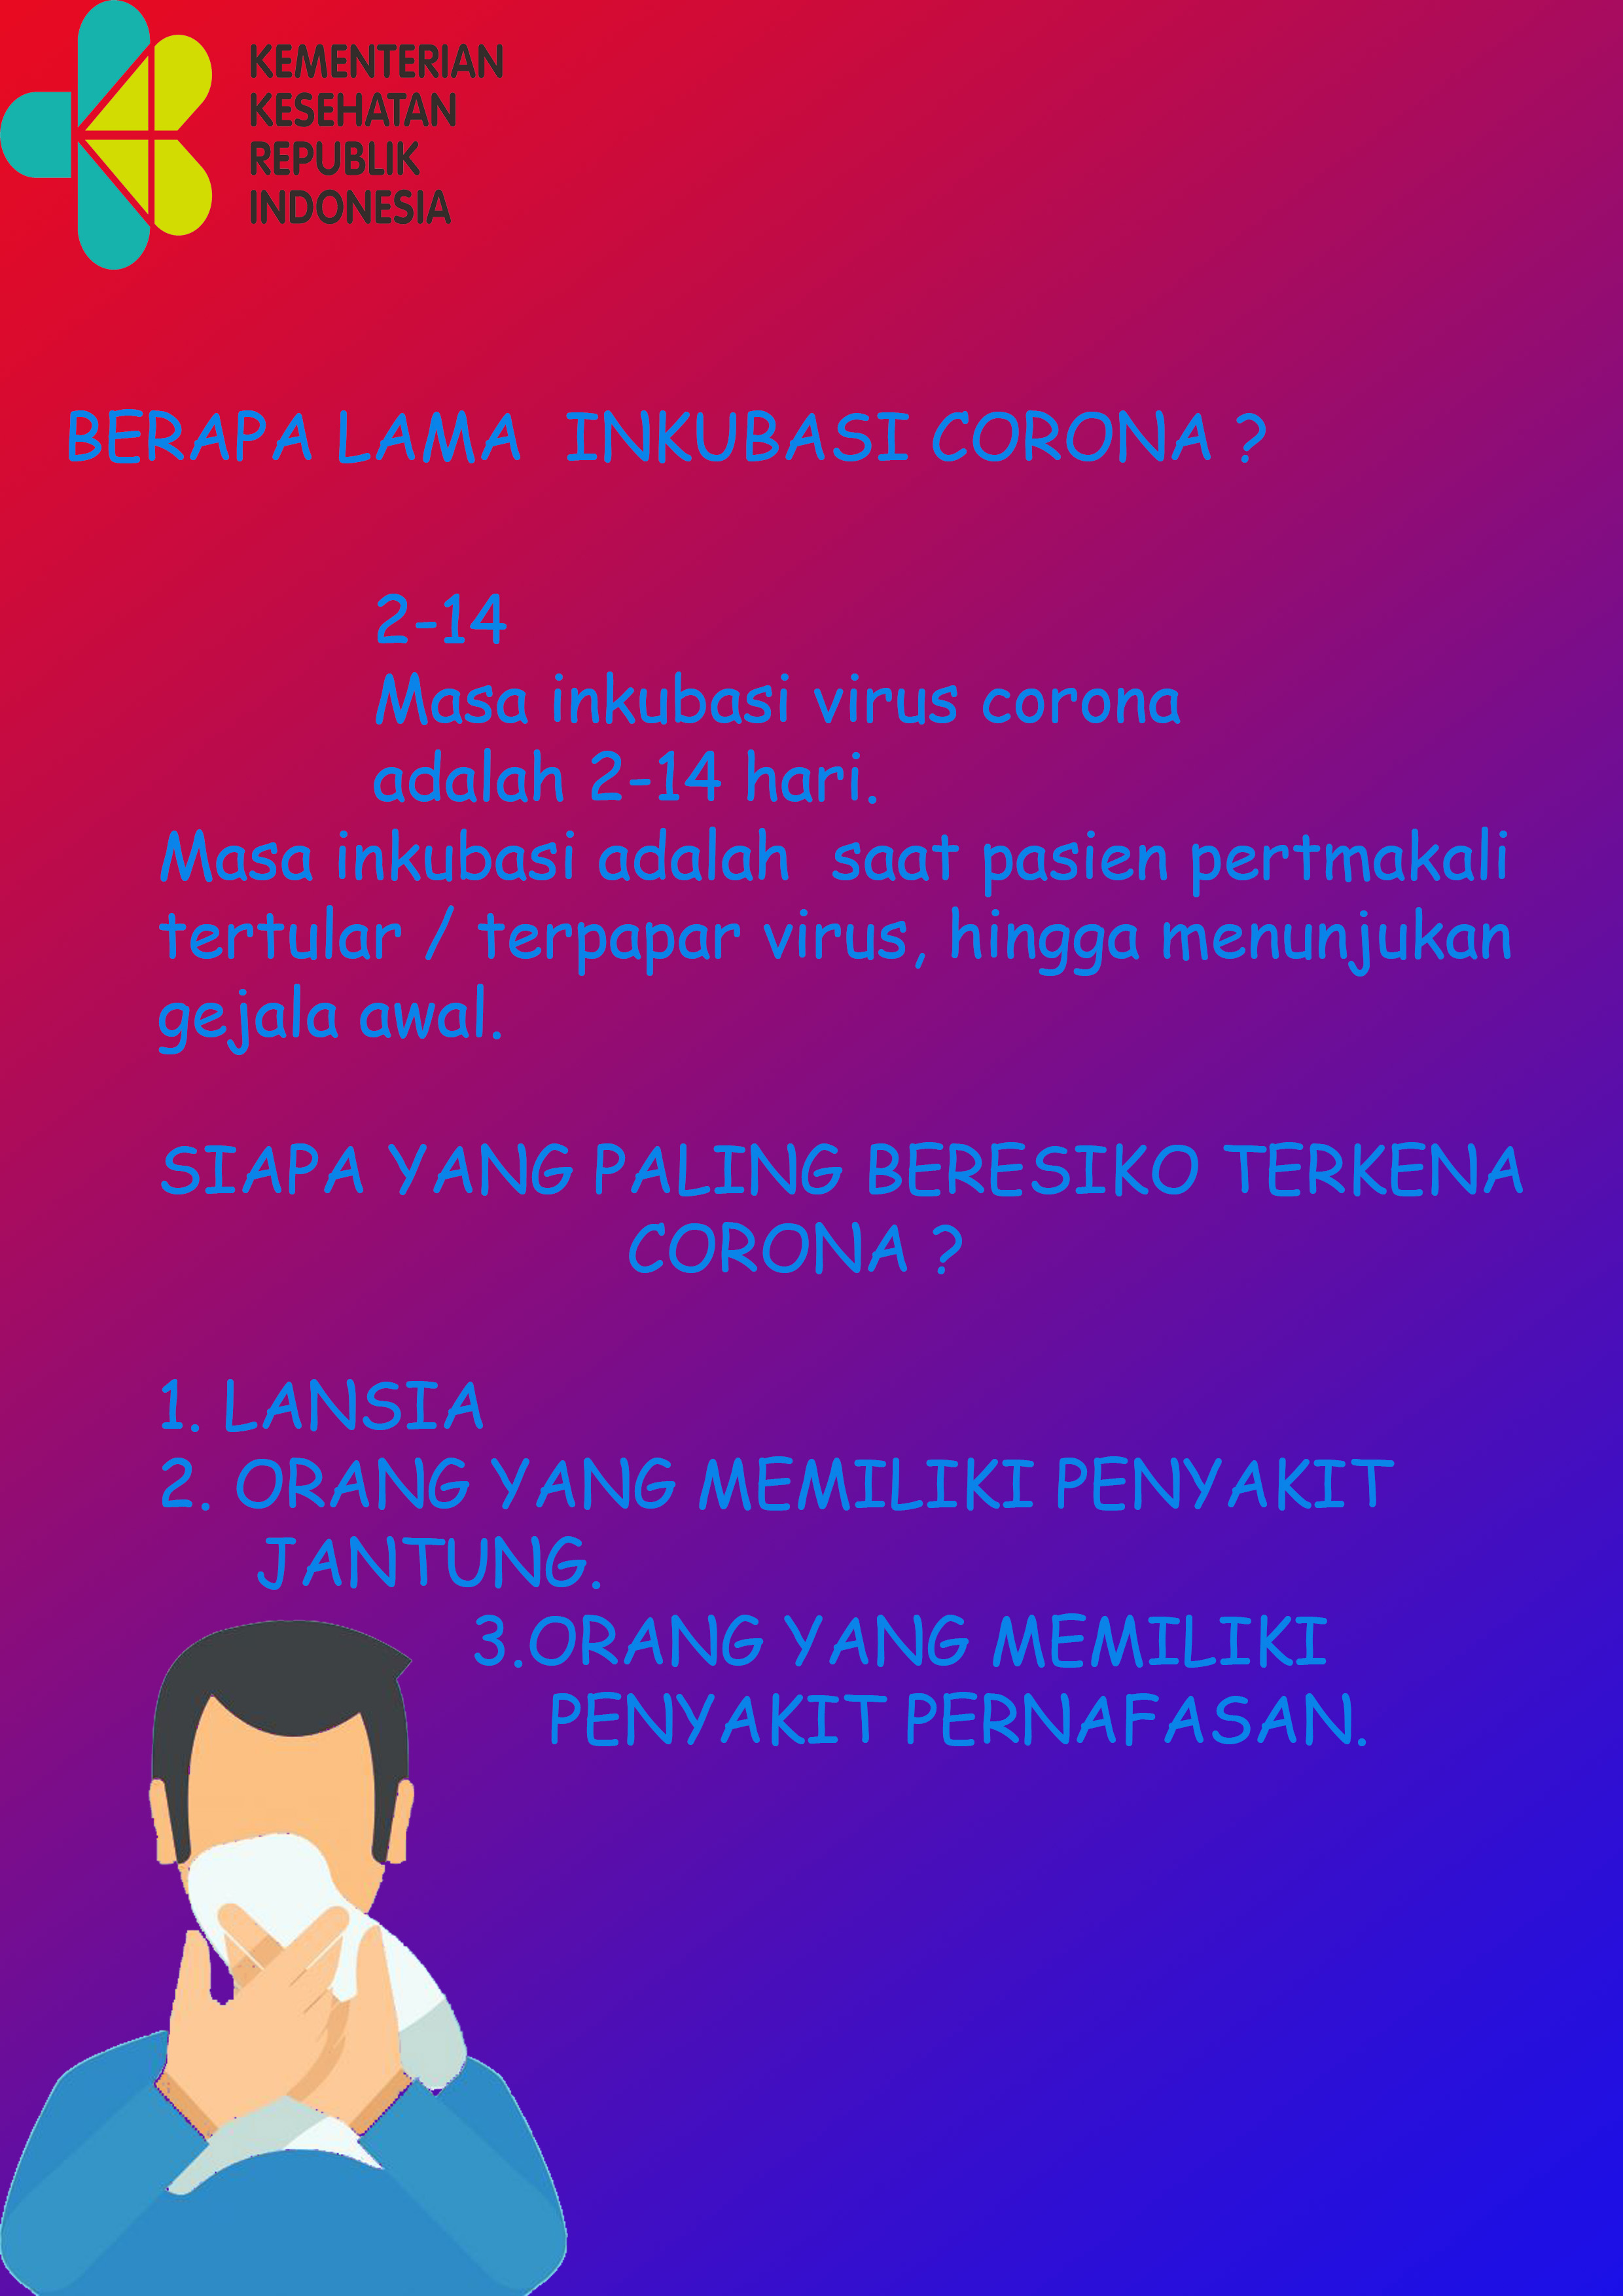 KEMENTERIAN
KESEHATAN
REPUBLIK
INDONESIA
BERAPA LAMA INKUBASI CORONA ?
2-14
Masa inkubasi virus corona
adalah 2-14 hari.
Masa inkubasi adalah saat pasien pertmakali
tertular / terpapar virus, hingga menunjukan
gejala awal.
SIAPA YANG PALING BERESIKO TERKENA
CORONA ?
1. LANSIA
2. ORANG YANG MEMILIKI PENYAKIT
JANTUNG.
3.ORANG YANG MEMILIKI
PENYAKIT PERNAFASAN.